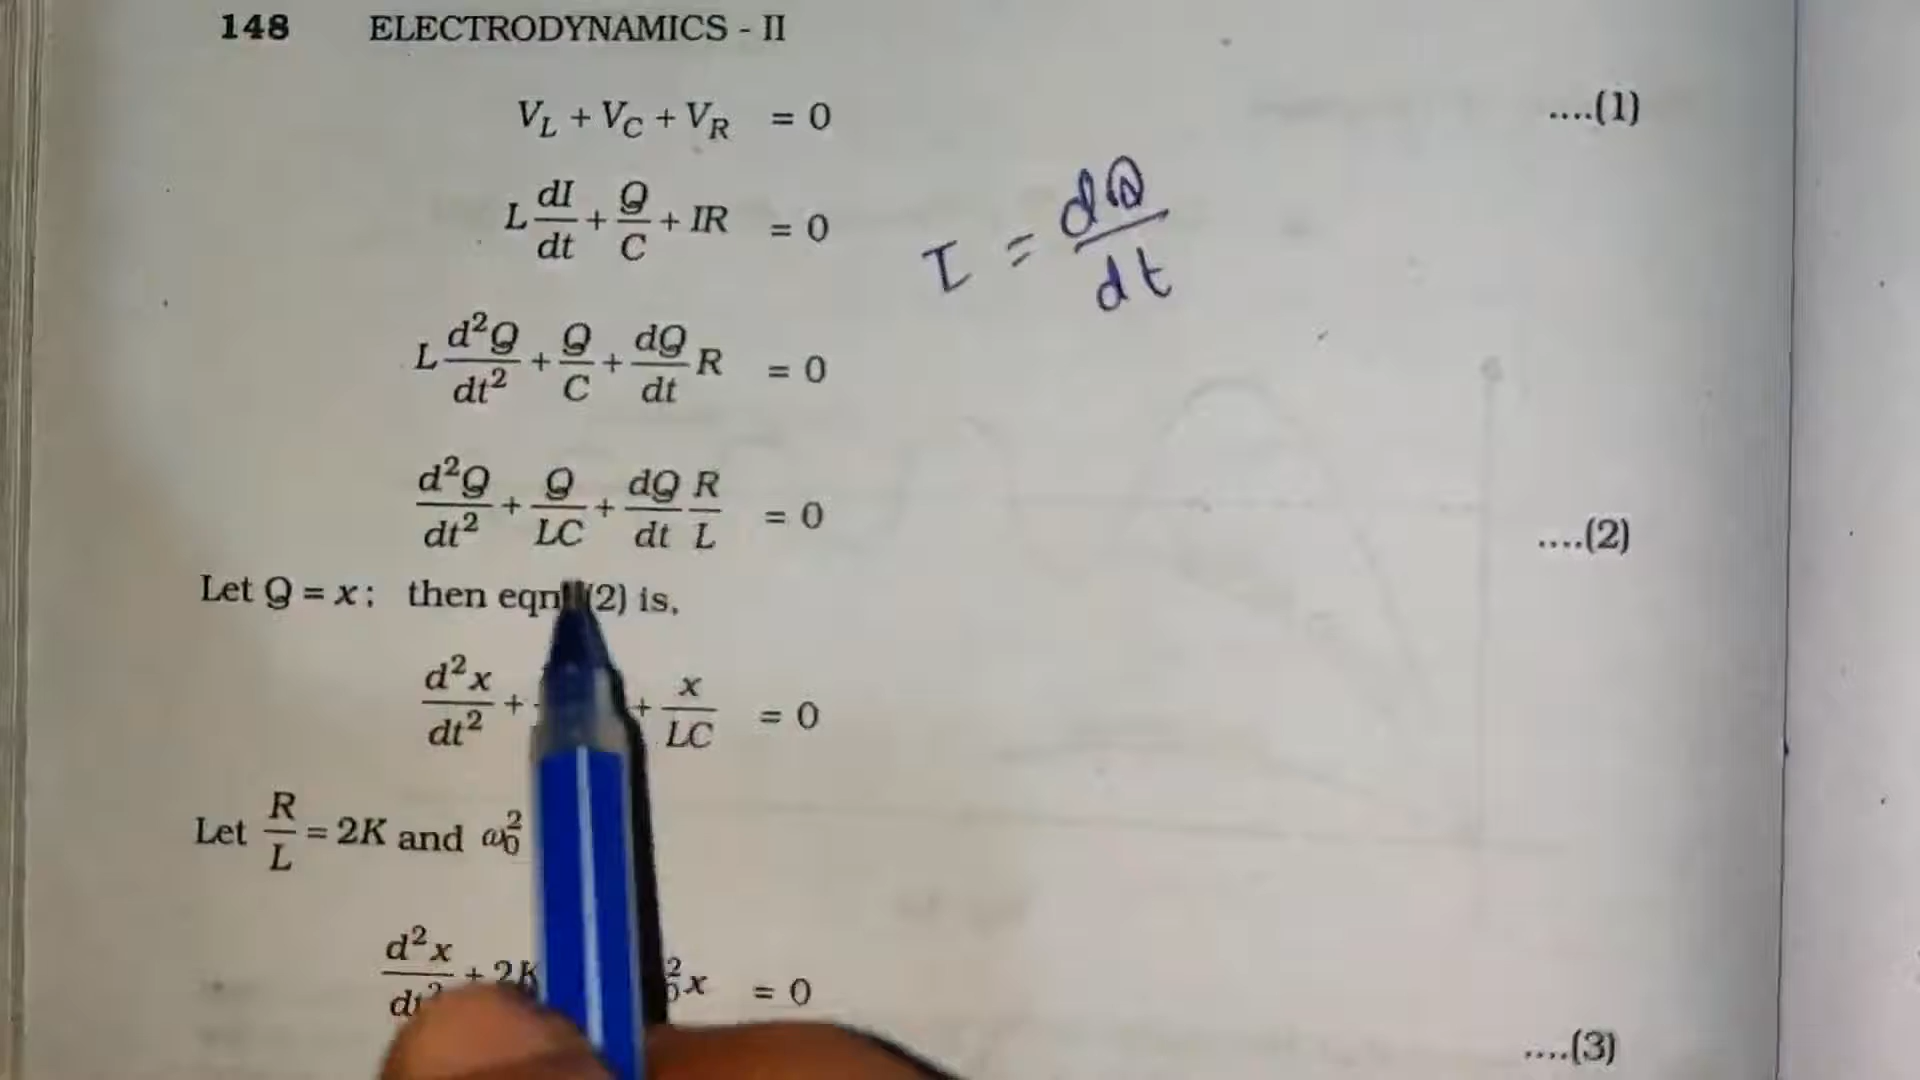 148 ELECTRODYNAMICS - II
V_L + V_C + V_R = 0 ....(1)
L dI/dt + Q/C + IR = 0
I = dQ/dt
L d²Q/dt² + Q/C + dQ/dt R = 0
d²Q/dt² + Q/LC + dQ/dt R/L = 0 ....(2)
Let Q = x; then eqn (2) is,
d²x/dt² + + x/LC = 0
Let R/L = 2K and ω₀²
d²x/dt² + 2K ²x = 0
....(3)